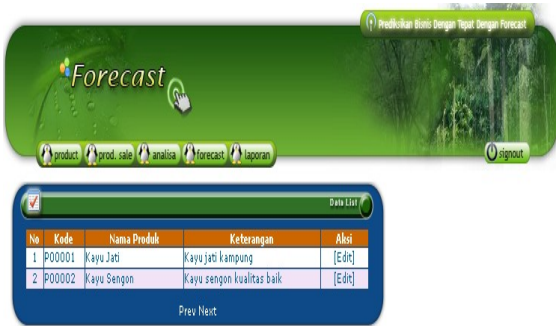 Prediksikan Bisnis Dengan Tepat Dengan Forecast
Forecast
product prod. sale analisa forecast laporan
signout
Data List
No Kode Nama Produk Keterangan Aksi
1 P00001 Kayu Jati Kayu jati kampung [Edit]
2 P00002 Kayu Sengon Kayu sengon kualitas baik [Edit]
Prev Next